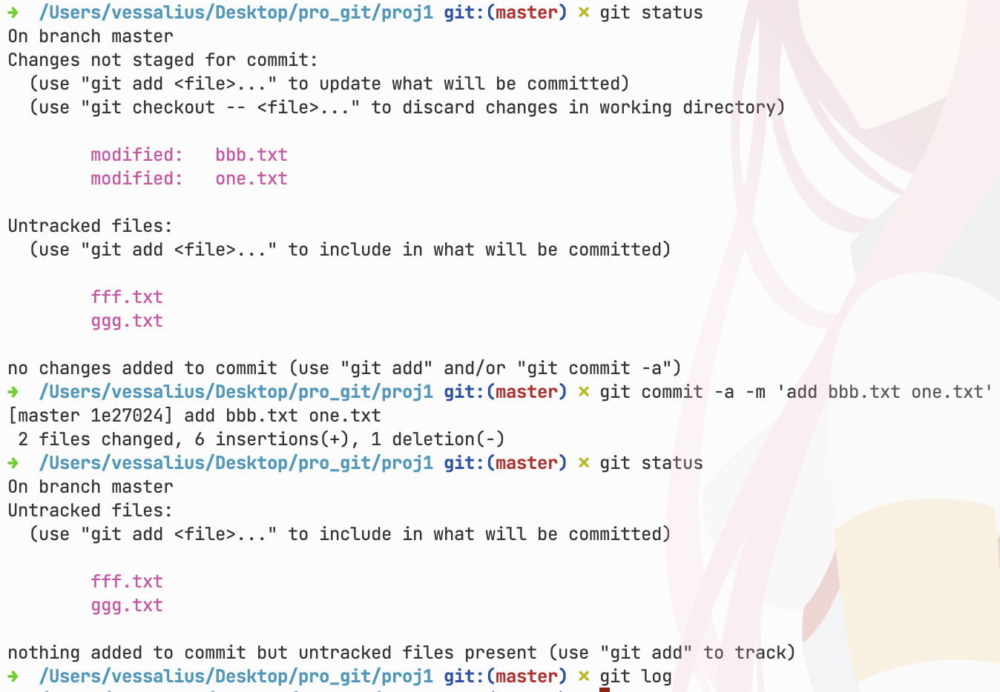 ➜  /Users/vessalius/Desktop/pro_git/proj1 git:(master) ✗ git status
On branch master
Changes not staged for commit:
  (use "git add <file>..." to update what will be committed)
  (use "git checkout -- <file>..." to discard changes in working directory)

        modified:   bbb.txt
        modified:   one.txt

Untracked files:
  (use "git add <file>..." to include in what will be committed)

        fff.txt
        ggg.txt

no changes added to commit (use "git add" and/or "git commit -a")
➜  /Users/vessalius/Desktop/pro_git/proj1 git:(master) ✗ git commit -a -m 'add bbb.txt one.txt'
[master 1e27024] add bbb.txt one.txt
 2 files changed, 6 insertions(+), 1 deletion(-)
➜  /Users/vessalius/Desktop/pro_git/proj1 git:(master) ✗ git status
On branch master
Untracked files:
  (use "git add <file>..." to include in what will be committed)

        fff.txt
        ggg.txt

nothing added to commit but untracked files present (use "git add" to track)
➜  /Users/vessalius/Desktop/pro_git/proj1 git:(master) ✗ git log